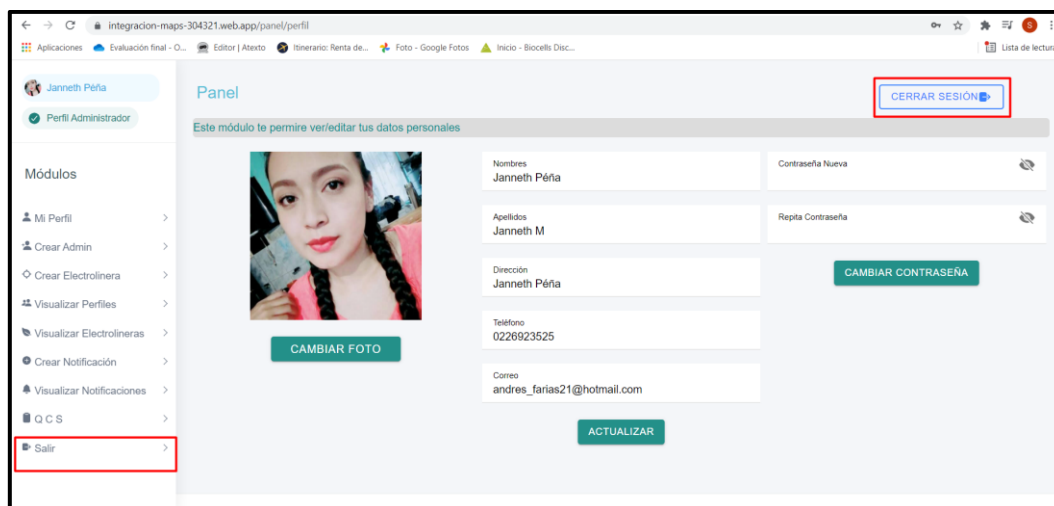 integracion-maps-304321.web.app/panel/perfil
S
Aplicaciones Evaluación final - O... Editor | Atexto Itinerario: Renta de... Foto - Google Fotos Inicio - Biocells Disc... Lista de lectura
Janneth Pèña
Perfil Administrador
Módulos
Mi Perfil
Crear Admin
Crear Electrolinera
Visualizar Perfiles
Visualizar Electrolineras
Crear Notificación
Visualizar Notificaciones
Q C S
Salir
Panel
CERRAR SESIÓN
Este módulo te permire ver/editar tus datos personales
CAMBIAR FOTO
Nombres
Janneth Péña
Apellidos
Janneth M
Dirección
Janneth Péña
Teléfono
0226923525
Correo
andres_farias21@hotmail.com
ACTUALIZAR
Contraseña Nueva
Repita Contraseña
CAMBIAR CONTRASEÑA